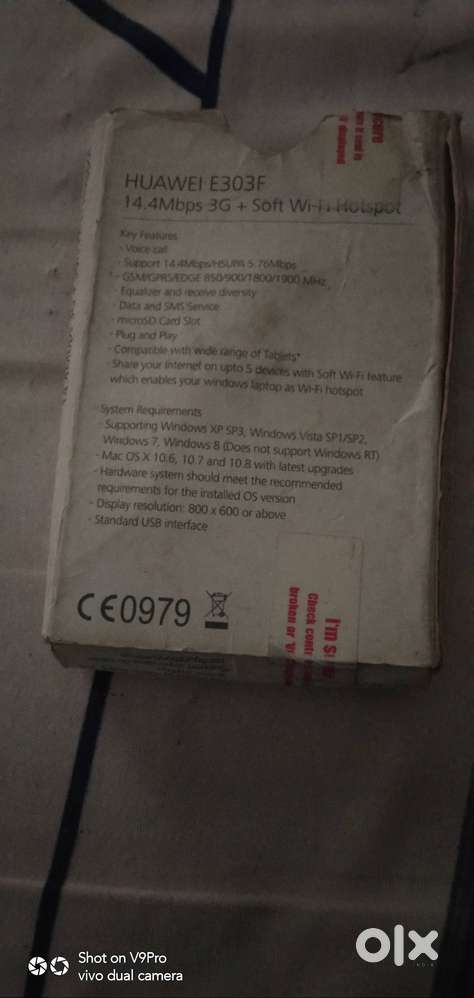 HUAWEI E303F
14.4Mbps 3G + Soft Wi-Fi Hotspot
Key Features
- Voice call
- Support 14.4Mbps/HSUPA 5.76Mbps
- GSM/GPRS/EDGE 850/900/1800/1900 MHz
- Equalizer and receive diversity
- Data and SMS Service
- microSD Card Slot
- Plug and Play
- Compatible with wide range of Tablets*
- Share your Internet on upto 5 devices with Soft Wi-Fi feature
which enables your windows laptop as Wi-Fi hotspot
System Requirements
- Supporting Windows XP SP3, Windows Vista SP1/SP2,
Windows 7, Windows 8 (Does not support Windows RT)
- Mac OS X 10.6, 10.7 and 10.8 with latest upgrades
- Hardware system should meet the recommended
requirements for the installed OS version
- Display resolution: 800 x 600 or above
- Standard USB interface
CE0979
I'm
Check
broken or
Shot on V9Pro
vivo dual camera
olx
INDIA